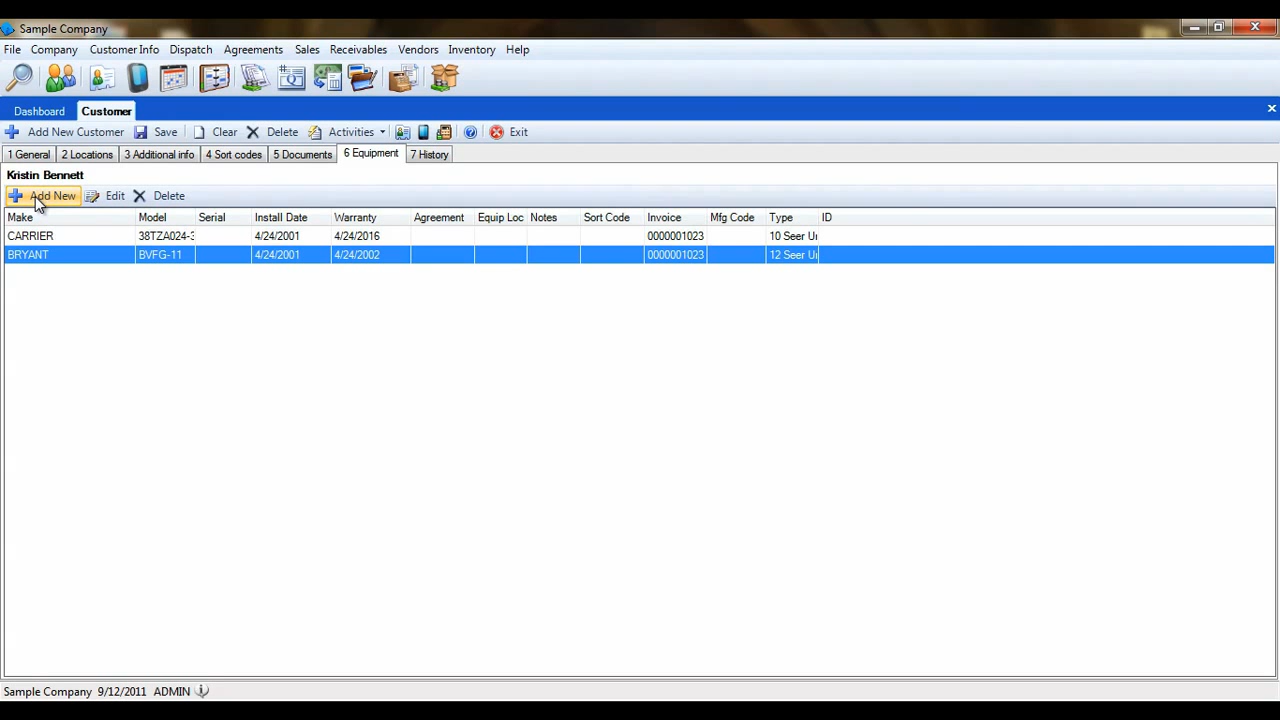 Sample Company
File Company Customer Info Dispatch Agreements Sales Receivables Vendors Inventory Help
Dashboard Customer
Add New Customer Save Clear Delete Activities Exit
1 General 2 Locations 3 Additional info 4 Sort codes 5 Documents 6 Equipment 7 History
Kristin Bennett
Add New Edit Delete
Make Model Serial Install Date Warranty Agreement Equip Loc Notes Sort Code Invoice Mfg Code Type ID
CARRIER 38TZA024-3 4/24/2001 4/24/2016 0000001023 10 Seer Ur
BRYANT BVFG-11 4/24/2001 4/24/2002 0000001023 12 Seer Ur
Sample Company 9/12/2011 ADMIN